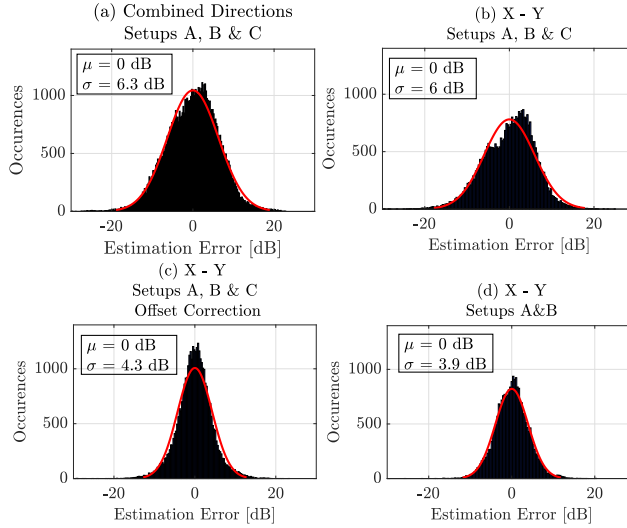 (a) Combined Directions
Setups A, B & C
μ = 0 dB
σ = 6.3 dB
1000
500
0
-20
0
20
Occurences
Estimation Error [dB]
(b) X - Y
Setups A, B & C
μ = 0 dB
σ = 6 dB
1000
500
0
-20
0
20
Occurences
Estimation Error [dB]
(c) X - Y
Setups A, B & C
Offset Correction
μ = 0 dB
σ = 4.3 dB
1000
500
0
-20
0
20
Occurences
Estimation Error [dB]
(d) X - Y
Setups A&B
μ = 0 dB
σ = 3.9 dB
1000
500
0
-20
0
20
Occurences
Estimation Error [dB]